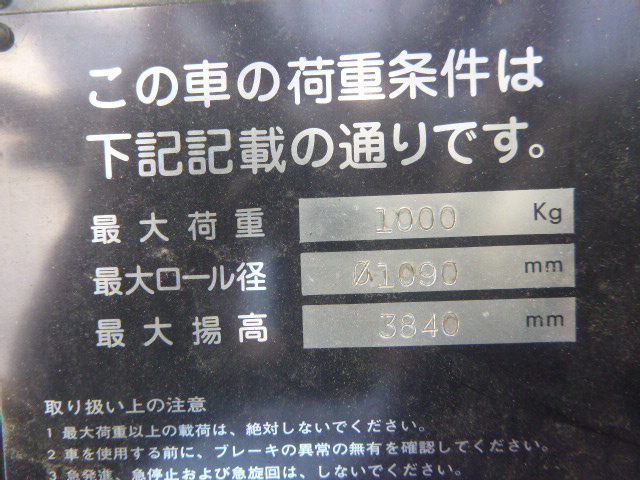 この車の荷重条件は
下記記載の通りです。
最大荷重 1000 Kg
最大ロール径 Ø1090 mm
最大揚高 3840 mm
取り扱い上の注意
1 最大荷重以上の載荷は、絶対しないでください。
2 車を使用する前に、ブレーキの異常の有無を確認してください。
3 急発進、急停止および急旋回は、しないでください。